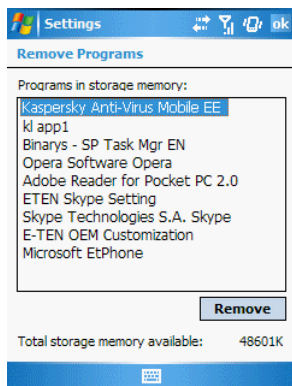 Settings ok
Remove Programs
Programs in storage memory:
Kaspersky Anti-Virus Mobile EE
kl app1
Binarys - SP Task Mgr EN
Opera Software Opera
Adobe Reader for Pocket PC 2.0
ETEN Skype Setting
Skype Technologies S.A. Skype
E-TEN OEM Customization
Microsoft EtPhone
Remove
Total storage memory available: 48601K